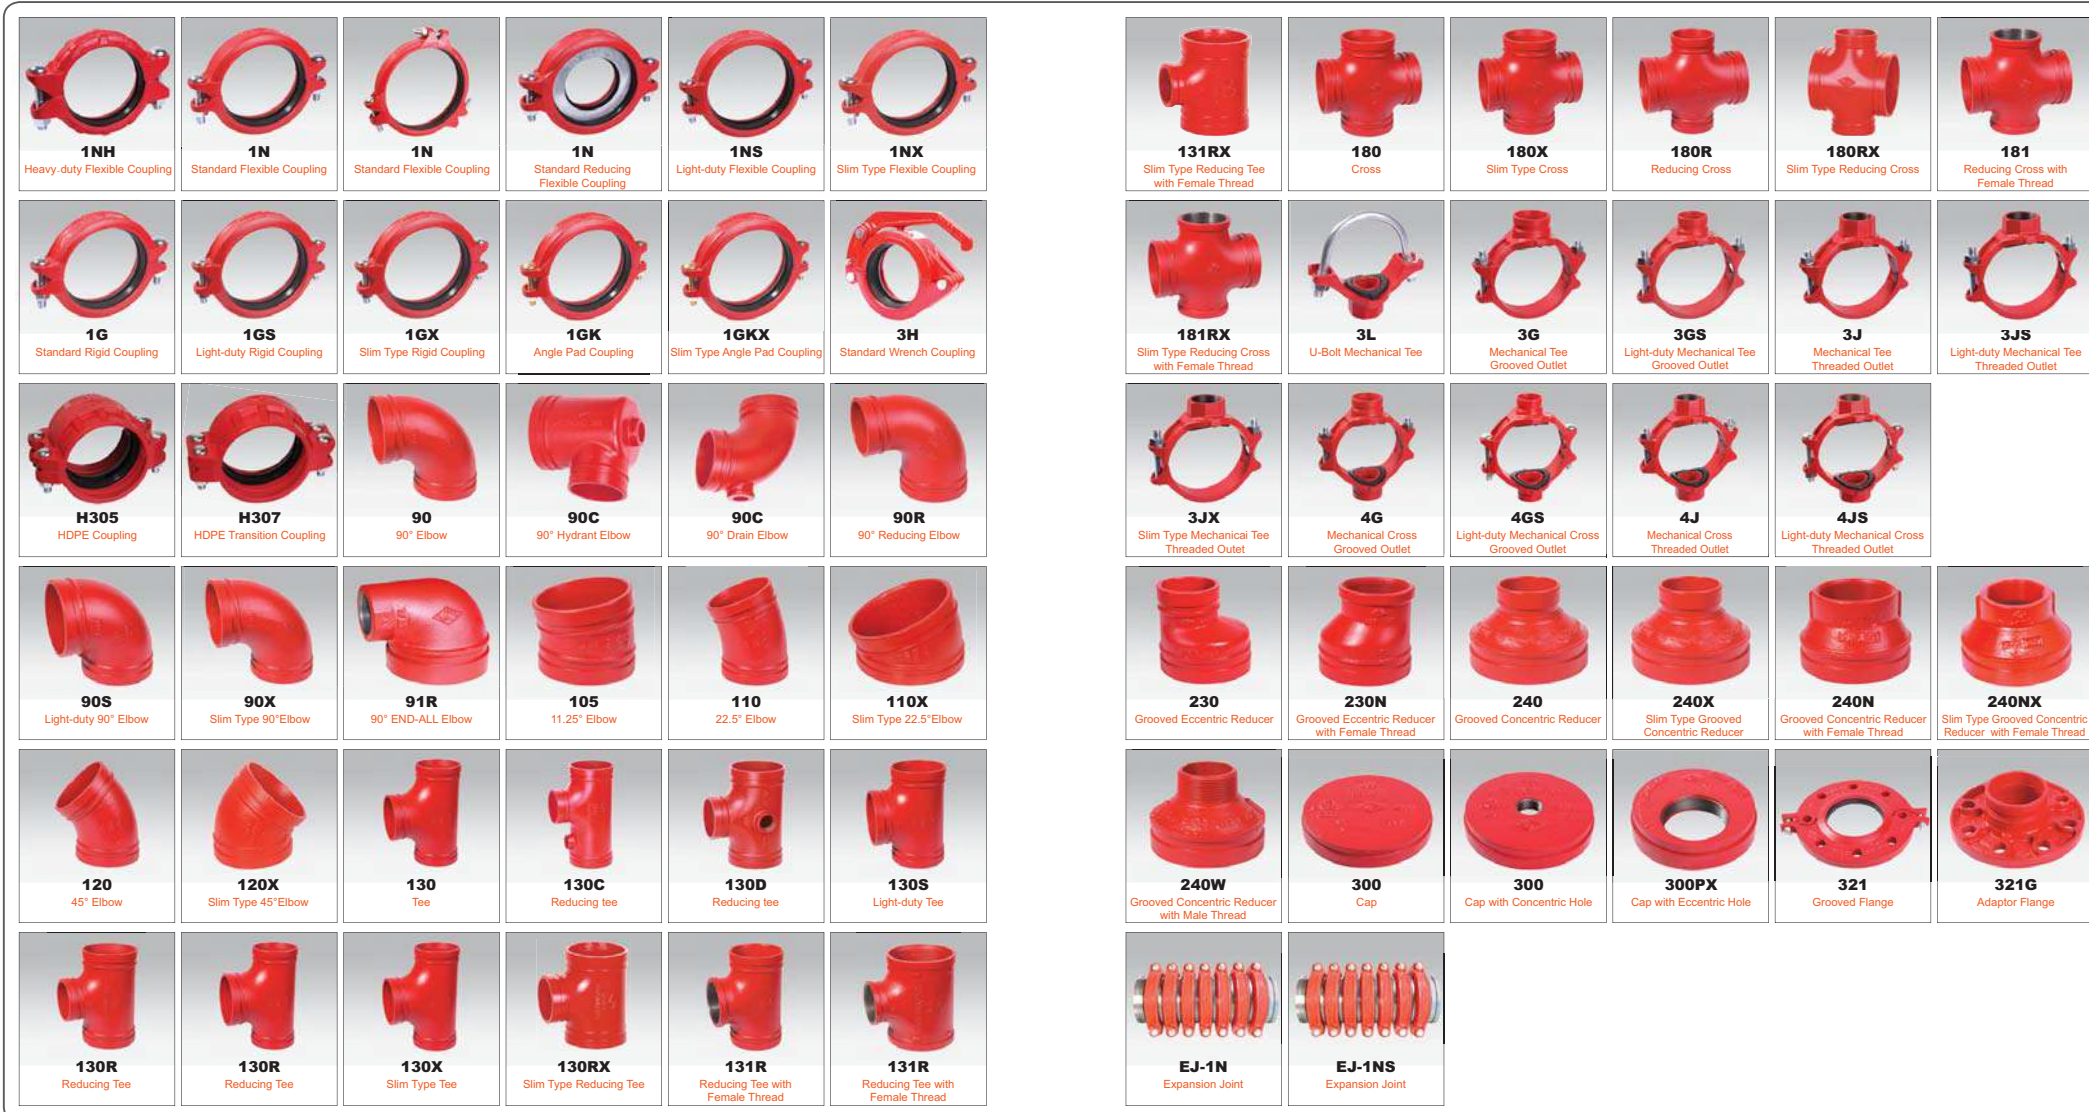 1NH
Heavy-duty Flexible Coupling
1N
Standard Flexible Coupling
1N
Standard Flexible Coupling
1N
Standard Reducing
Flexible Coupling
1NS
Light-duty Flexible Coupling
1NX
Slim Type Flexible Coupling
1G
Standard Rigid Coupling
1GS
Light-duty Rigid Coupling
1GX
Slim Type Rigid Coupling
1GK
Angle Pad Coupling
1GKX
Slim Type Angle Pad Coupling
3H
Standard Wrench Coupling
H305
HDPE Coupling
H307
HDPE Transition Coupling
90
90° Elbow
90C
90° Hydrant Elbow
90C
90° Drain Elbow
90R
90° Reducing Elbow
90S
Light-duty 90° Elbow
90X
Slim Type 90°Elbow
91R
90° END-ALL Elbow
105
11.25° Elbow
110
22.5° Elbow
110X
Slim Type 22.5°Elbow
120
45° Elbow
120X
Slim Type 45°Elbow
130
Tee
130C
Reducing tee
130D
Reducing tee
130S
Light-duty Tee
130R
Reducing Tee
130R
Reducing Tee
130X
Slim Type Tee
130RX
Slim Type Reducing Tee
131R
Reducing Tee with
Female Thread
131R
Reducing Tee with
Female Thread
131RX
Slim Type Reducing Tee
with Female Thread
180
Cross
180X
Slim Type Cross
180R
Reducing Cross
180RX
Slim Type Reducing Cross
181
Reducing Cross with
Female Thread
181RX
Slim Type Reducing Cross
with Female Thread
3L
U-Bolt Mechanical Tee
3G
Mechanical Tee
Grooved Outlet
3GS
Light-duty Mechanical Tee
Grooved Outlet
3J
Mechanical Tee
Threaded Outlet
3JS
Light-duty Mechanical Tee
Threaded Outlet
3JX
Slim Type Mechanicai Tee
Threaded Outet
4G
Mechanical Cross
Grooved Outlet
4GS
Light-duty Mechanical Cross
Grooved Outlet
4J
Mechanical Cross
Threaded Outlet
4JS
Light-duty Mechanical Cross
Threaded Outlet
230
Grooved Eccentric Reducer
230N
Grooved Eccentric Reducer
with Female Thread
240
Grooved Concentric Reducer
240X
Slim Type Grooved
Concentric Reducer
240N
Grooved Concentric Reducer
with Female Thread
240NX
Slim Type Grooved Concentric
Reducer with Female Thread
240W
Grooved Concentric Reducer
with Male Thread
300
Cap
300
Cap with Concentric Hole
300PX
Cap with Eccentric Hole
321
Grooved Flange
321G
Adaptor Flange
EJ-1N
Expansion Joint
EJ-1NS
Expansion Joint